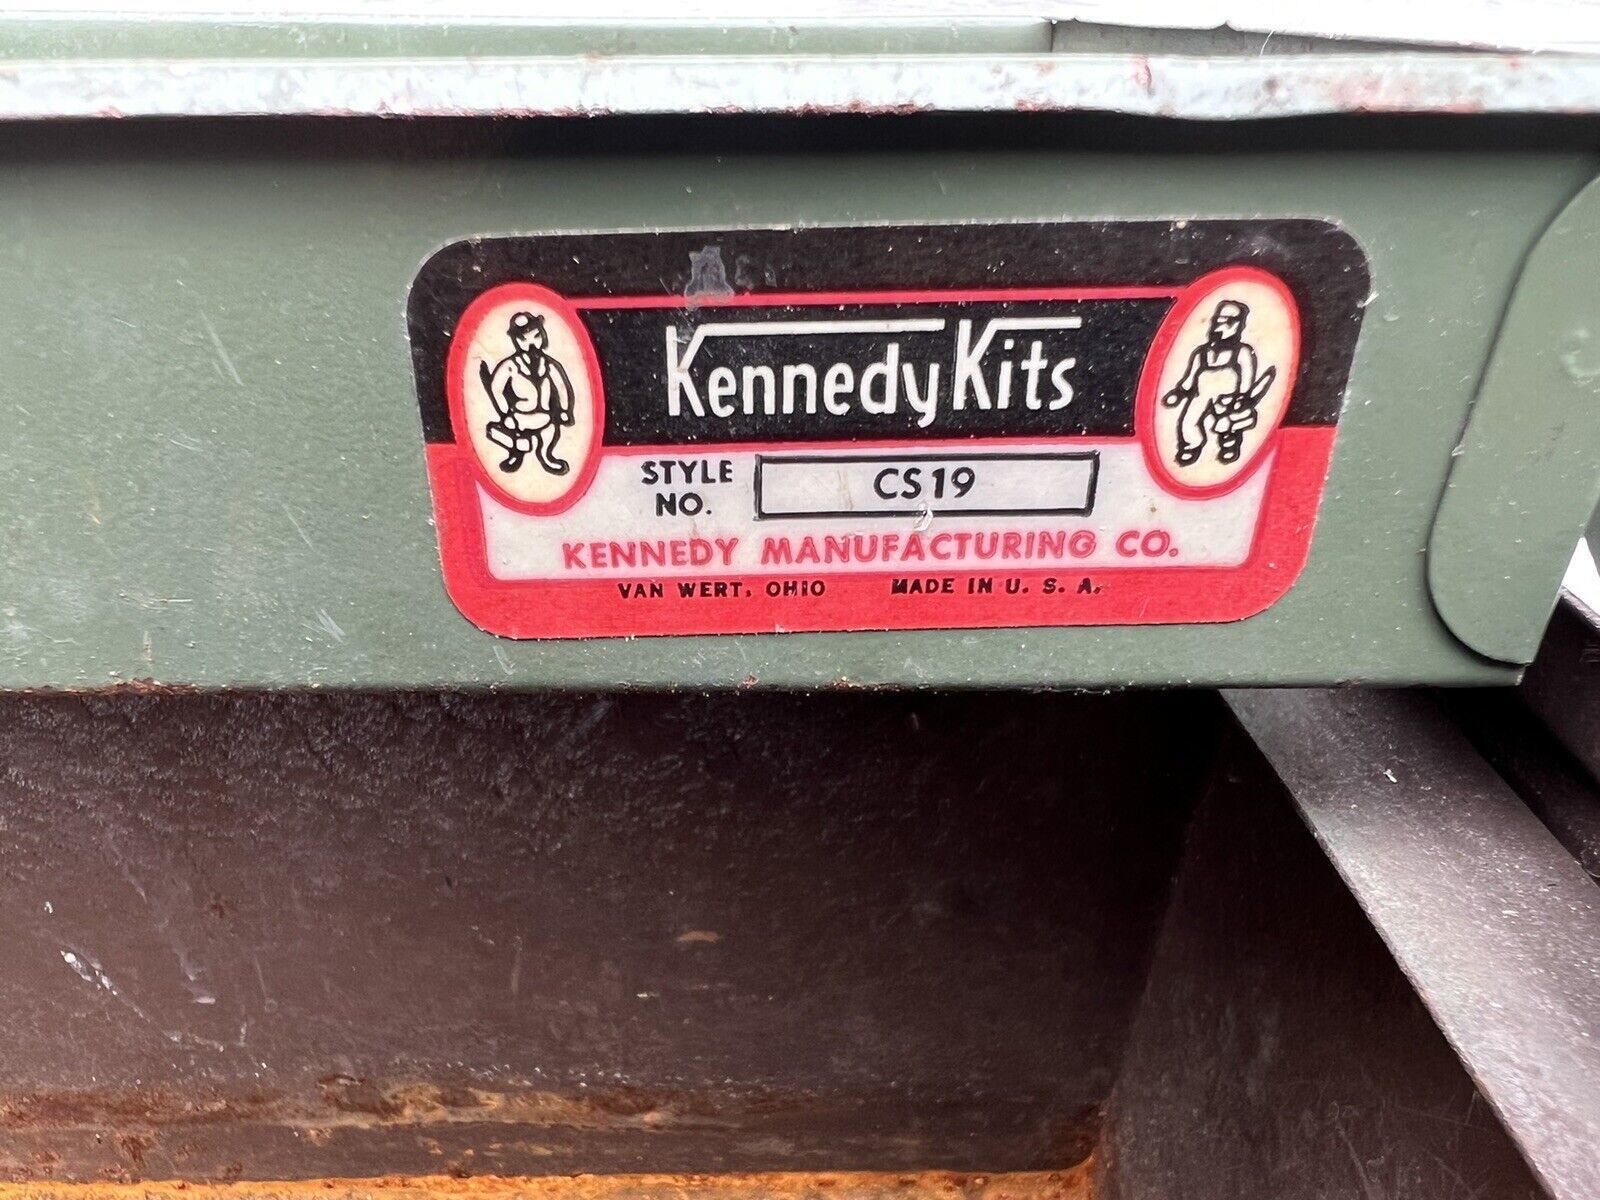 Kennedy Kits
STYLE NO. CS19
KENNEDY MANUFACTURING CO.
VAN WERT, OHIO MADE IN U. S. A.